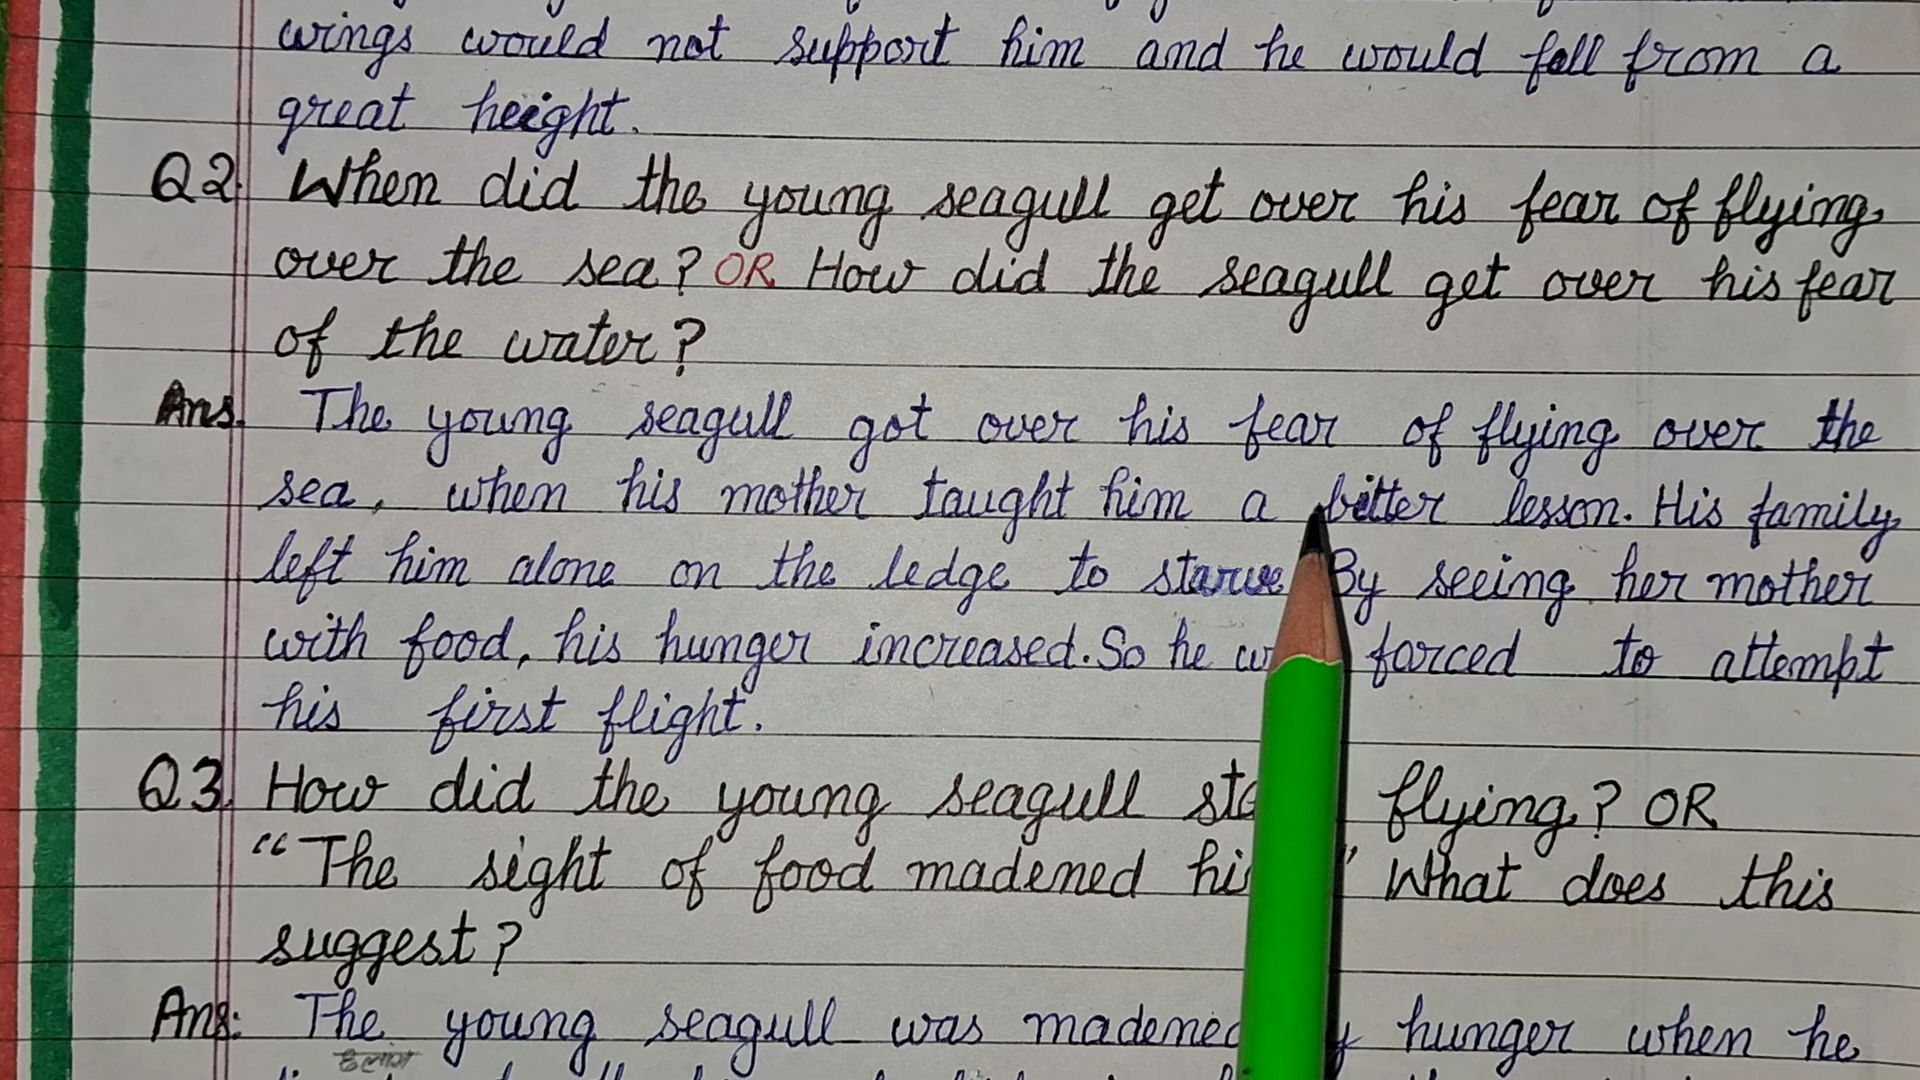 wings would not support him and he would fall from a
great height.
Q2. When did the young seagull get over his fear of flying
over the sea? OR How did the seagull get over his fear
of the water?
Ans. The young seagull got over his fear of flying over the
sea, when his mother taught him a bitter lesson. His family
left him alone on the ledge to starve. By seeing her mother
with food, his hunger increased. So he forced to attempt
his first flight.
Q3. How did the young seagull flying? OR
"The sight of food madened " What does this
suggest?
Ans: The young seagull was hunger when he